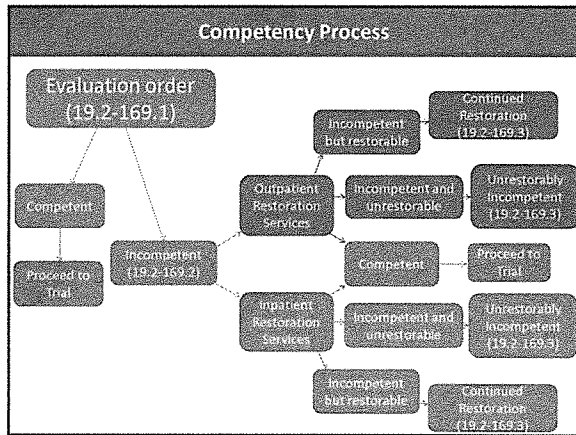 Competency Process
Evaluation order
(19.2-169.1)
Competent
Proceed to
Trial
Incompetent
(19.2-169.2)
Outpatient
Restoration
Services
Inpatient
Restoration
Services
Incompetent
but restorable
Continued
Restoration
(19.2-169.3)
Incompetent and
unrestorable
Unrestorably
Incompetent
(19.2-169.3)
Competent
Proceed to
Trial
Incompetent and
unrestorable
Unrestorably
Incompetent
(19.2-169.3)
Incompetent
but restorable
Continued
Restoration
(19.2-169.3)